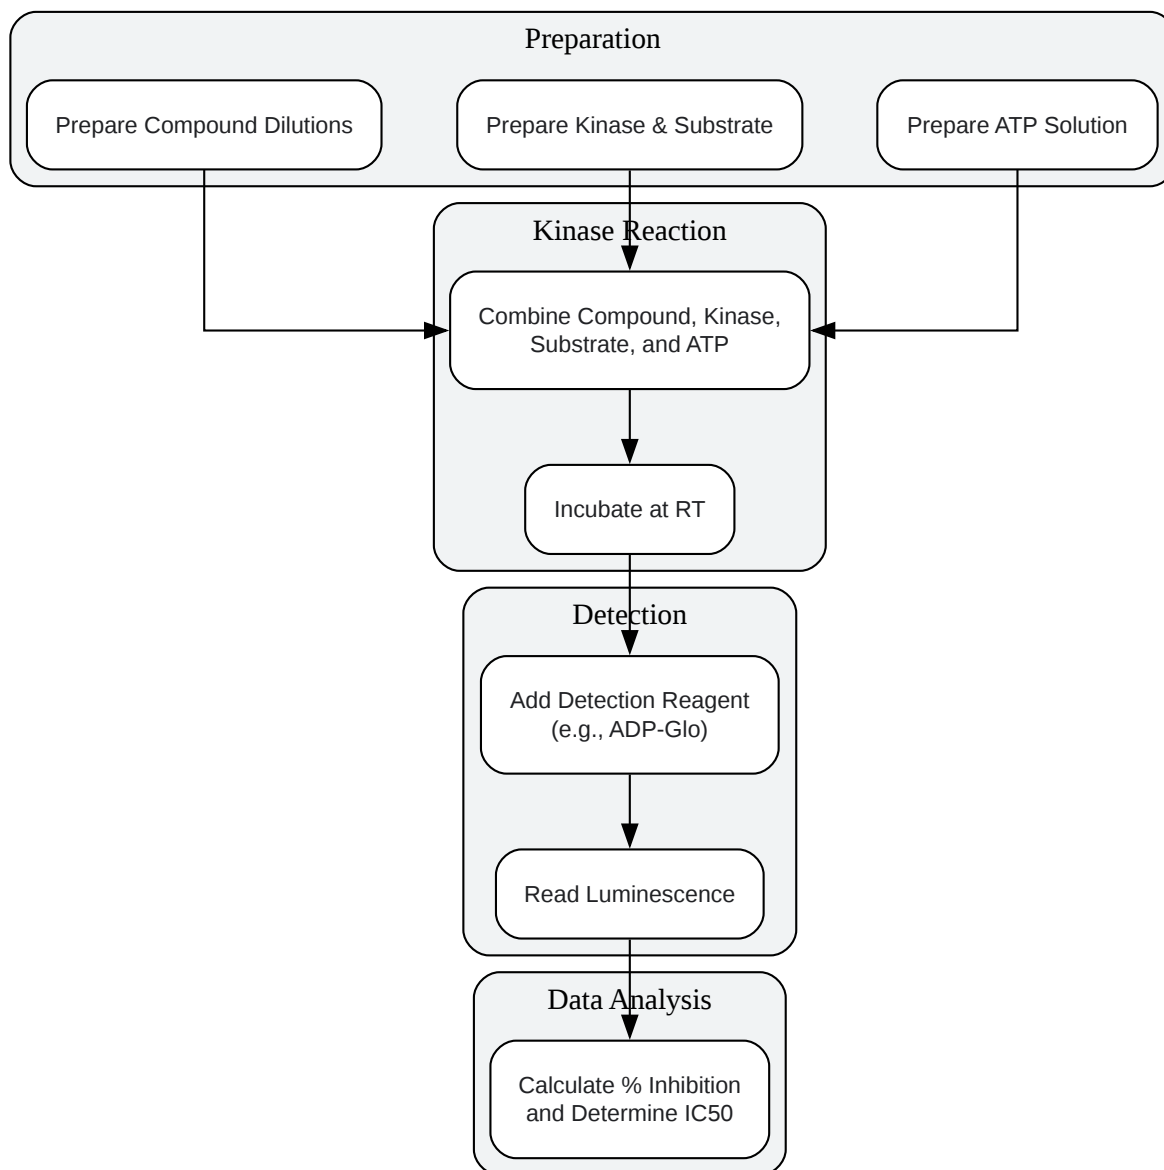 Preparation
Prepare Compound Dilutions
Prepare Kinase & Substrate
Prepare ATP Solution
Kinase Reaction
Combine Compound, Kinase,
Substrate, and ATP
Incubate at RT
Detection
Add Detection Reagent
(e.g., ADP-Glo)
Read Luminescence
Data Analysis
Calculate % Inhibition
and Determine IC50